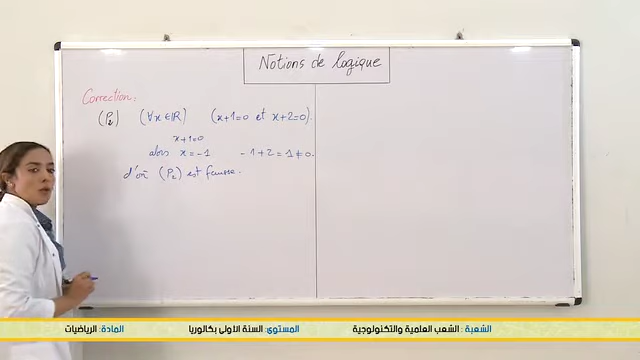 Notions de logique
Correction:
(P₂) (∀x∈ℝ) (x+1=0 et x+2=0).
x+1=0
alors x=-1 -1+2=1≠0.
d'où (P₂) est fausse.
الشعبة : الشعب العلمية والتكنولوجية المستوى: السنة الأولى بكالوريا المادة: الرياضيات